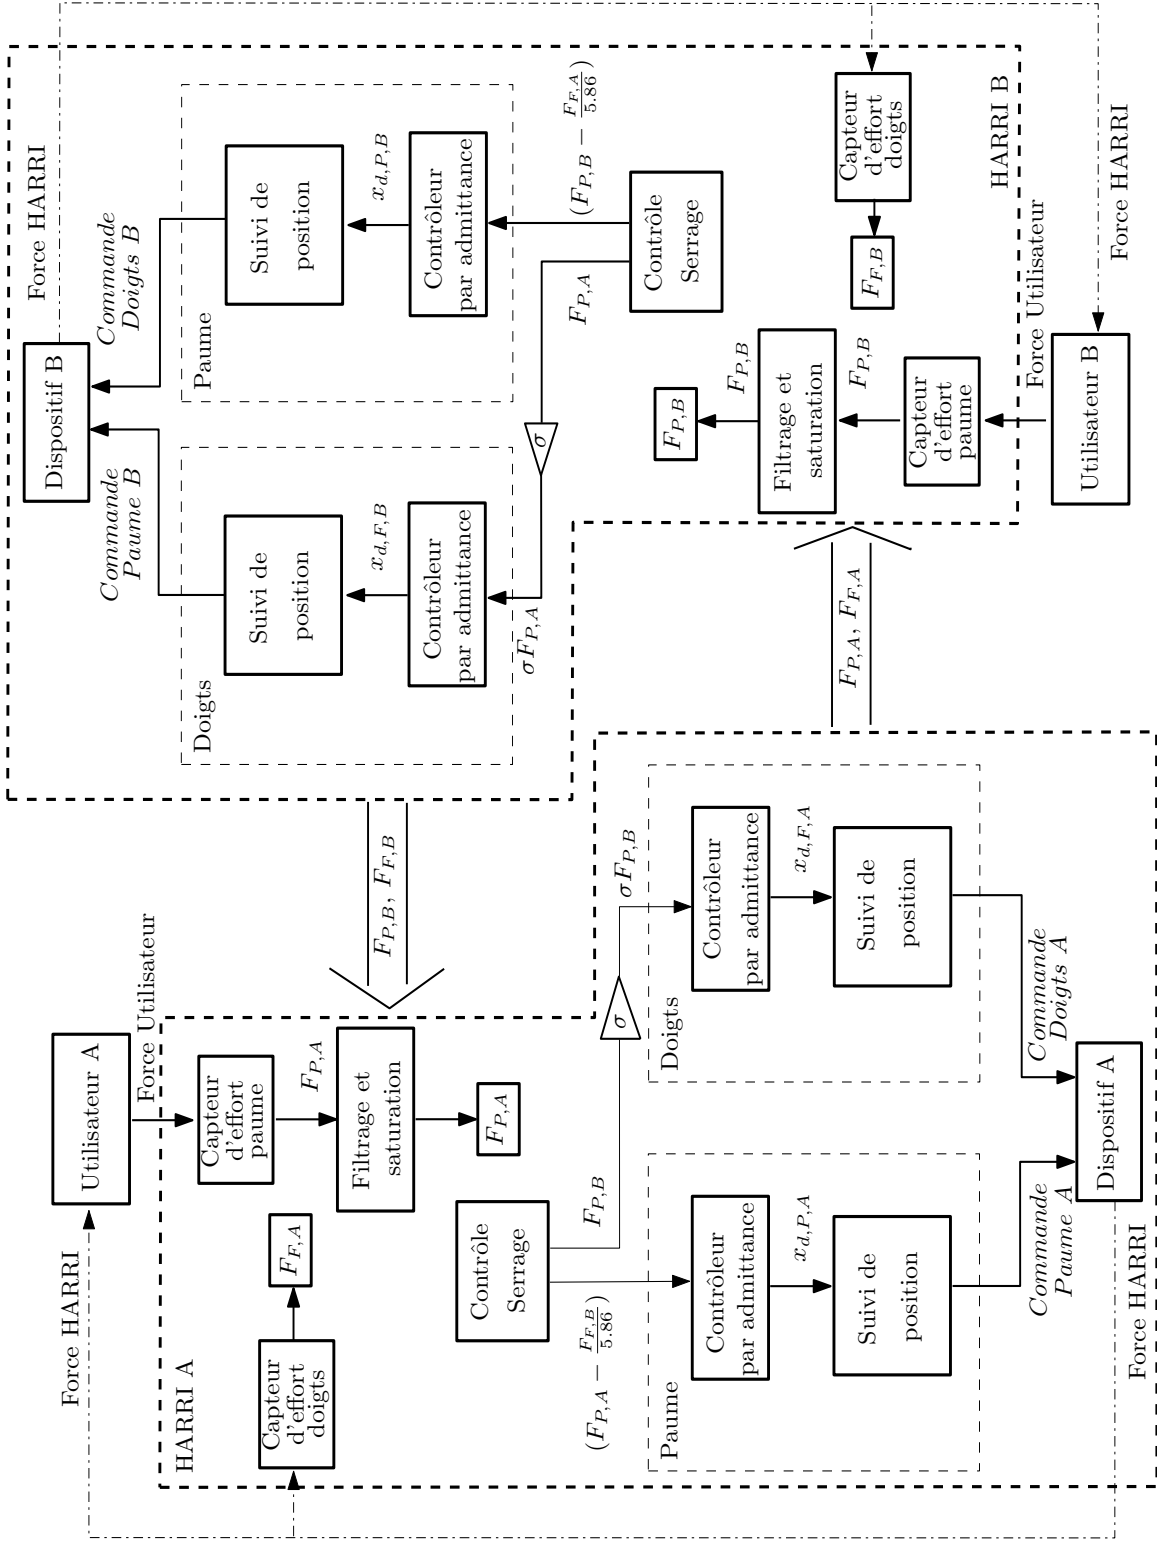 Force HARRI
Utilisateur A
Force Utilisateur
HARRI A
Capteur
d'effort
doigts
F_{F,A}
Capteur
d'effort
paume
F_{P,A}
Filtrage et
saturation
F_{P,A}
Contrôle
Serrage
(F_{P,A} − \frac{F_{F,B}}{5.86})
F_{P,B}
σ
σF_{P,B}
Paume
Contrôleur
par admittance
x_{d,P,A}
Suivi de
position
Commande
Paume A
Doigts
Contrôleur
par admittance
x_{d,F,A}
Suivi de
position
Commande
Doigts A
Dispositif A
Force HARRI
F_{P,B}, F_{F,B}
F_{P,A}, F_{F,A}
Dispositif B
Force HARRI
Commande
Paume B
Commande
Doigts B
Doigts
Suivi de
position
x_{d,F,B}
Contrôleur
par admittance
σF_{P,A}
Paume
Suivi de
position
x_{d,P,B}
Contrôleur
par admittance
σ
F_{P,A}
(F_{P,B} − \frac{F_{F,A}}{5.86})
Contrôle
Serrage
F_{P,B}
F_{P,B}
Filtrage et
saturation
F_{P,B}
Capteur
d'effort
paume
F_{F,B}
Capteur
d'effort
doigts
HARRI B
Force Utilisateur
Utilisateur B
Force HARRI